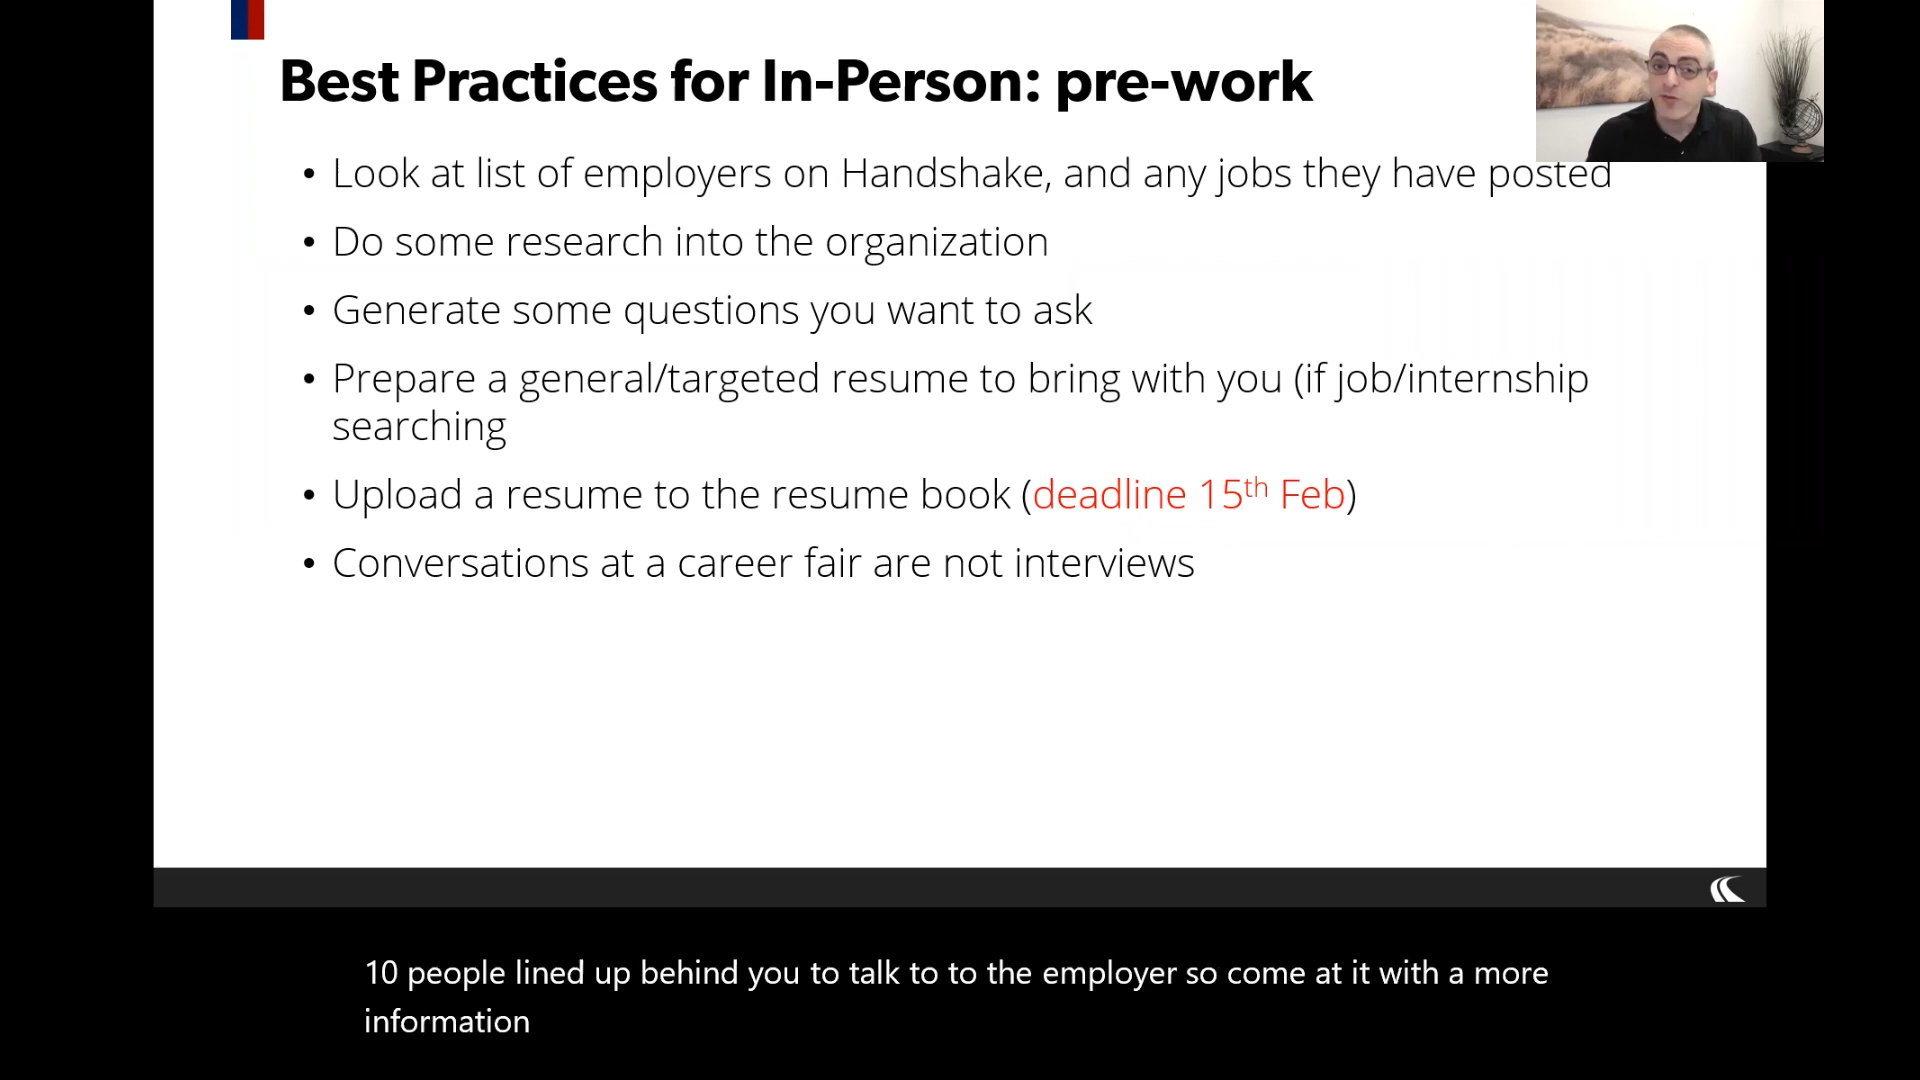 Best Practices for In-Person: pre-work
• Look at list of employers on Handshake, and any jobs they have posted
• Do some research into the organization
• Generate some questions you want to ask
• Prepare a general/targeted resume to bring with you (if job/internship
searching
• Upload a resume to the resume book (deadline 15th Feb)
• Conversations at a career fair are not interviews
10 people lined up behind you to talk to to the employer so come at it with a more
information